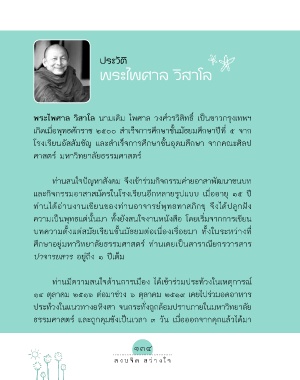 ประวัติ
พระไพศาล วิสาโล
พระไพศาล วิสาโล นามเดิม ไพศาล วงศ์วรวิสิทธิ์ เป็นชาวกรุงเทพฯ
เกิดเมื่อพุทธศักราช ๒๕๐๐ สำเร็จการศึกษาชั้นมัธยมศึกษาปีที่ ๕ จาก
โรงเรียนอัสสัมชัญ และสำเร็จการศึกษาชั้นอุดมศึกษา จากคณะศิลป
ศาสตร์ มหาวิทยาลัยธรรมศาสตร์
ท่านสนใจปัญหาสังคม จึงเข้าร่วมกิจกรรมค่ายอาสาพัฒนาชนบท
และกิจกรรมอาสาสมัครในโรงเรียนอีกหลายรูปแบบ เมื่ออายุ ๑๕ ปี
ท่านได้อ่านงานเขียนของท่านอาจารย์พุทธทาสภิกขุ จึงได้ปลูกฝัง
ความเป็นพุทธแต่นั้นมา ทั้งยังสนใจงานหนังสือ โดยเริ่มจากการเขียน
บทความตั้งแต่สมัยเรียนชั้นมัธยมต่อเนื่องเรื่อยมา ทั้งในระหว่างที่
ศึกษาอยู่มหาวิทยาลัยธรรมศาสตร์ ท่านเคยเป็นสาราณียกรวารสาร
ปาจารยสาร อยู่ถึง ๑ ปีเต็ม
ท่านมีความสนใจด้านการเมือง ได้เข้าร่วมประท้วงในเหตุการณ์
๑๔ ตุลาคม ๒๕๑๖ ต่อมาช่วง ๖ ตุลาคม ๒๕๑๙ เคยไปร่วมอดอาหาร
ประท้วงในแนวทางอหิงสา จนกระทั่งถูกล้อมปราบภายในมหาวิทยาลัย
ธรรมศาสตร์ และถูกคุมขังเป็นเวลา ๓ วัน เมื่อออกจากคุกแล้วได้มา
๑๓๔
สงบจิต สว่างใจ